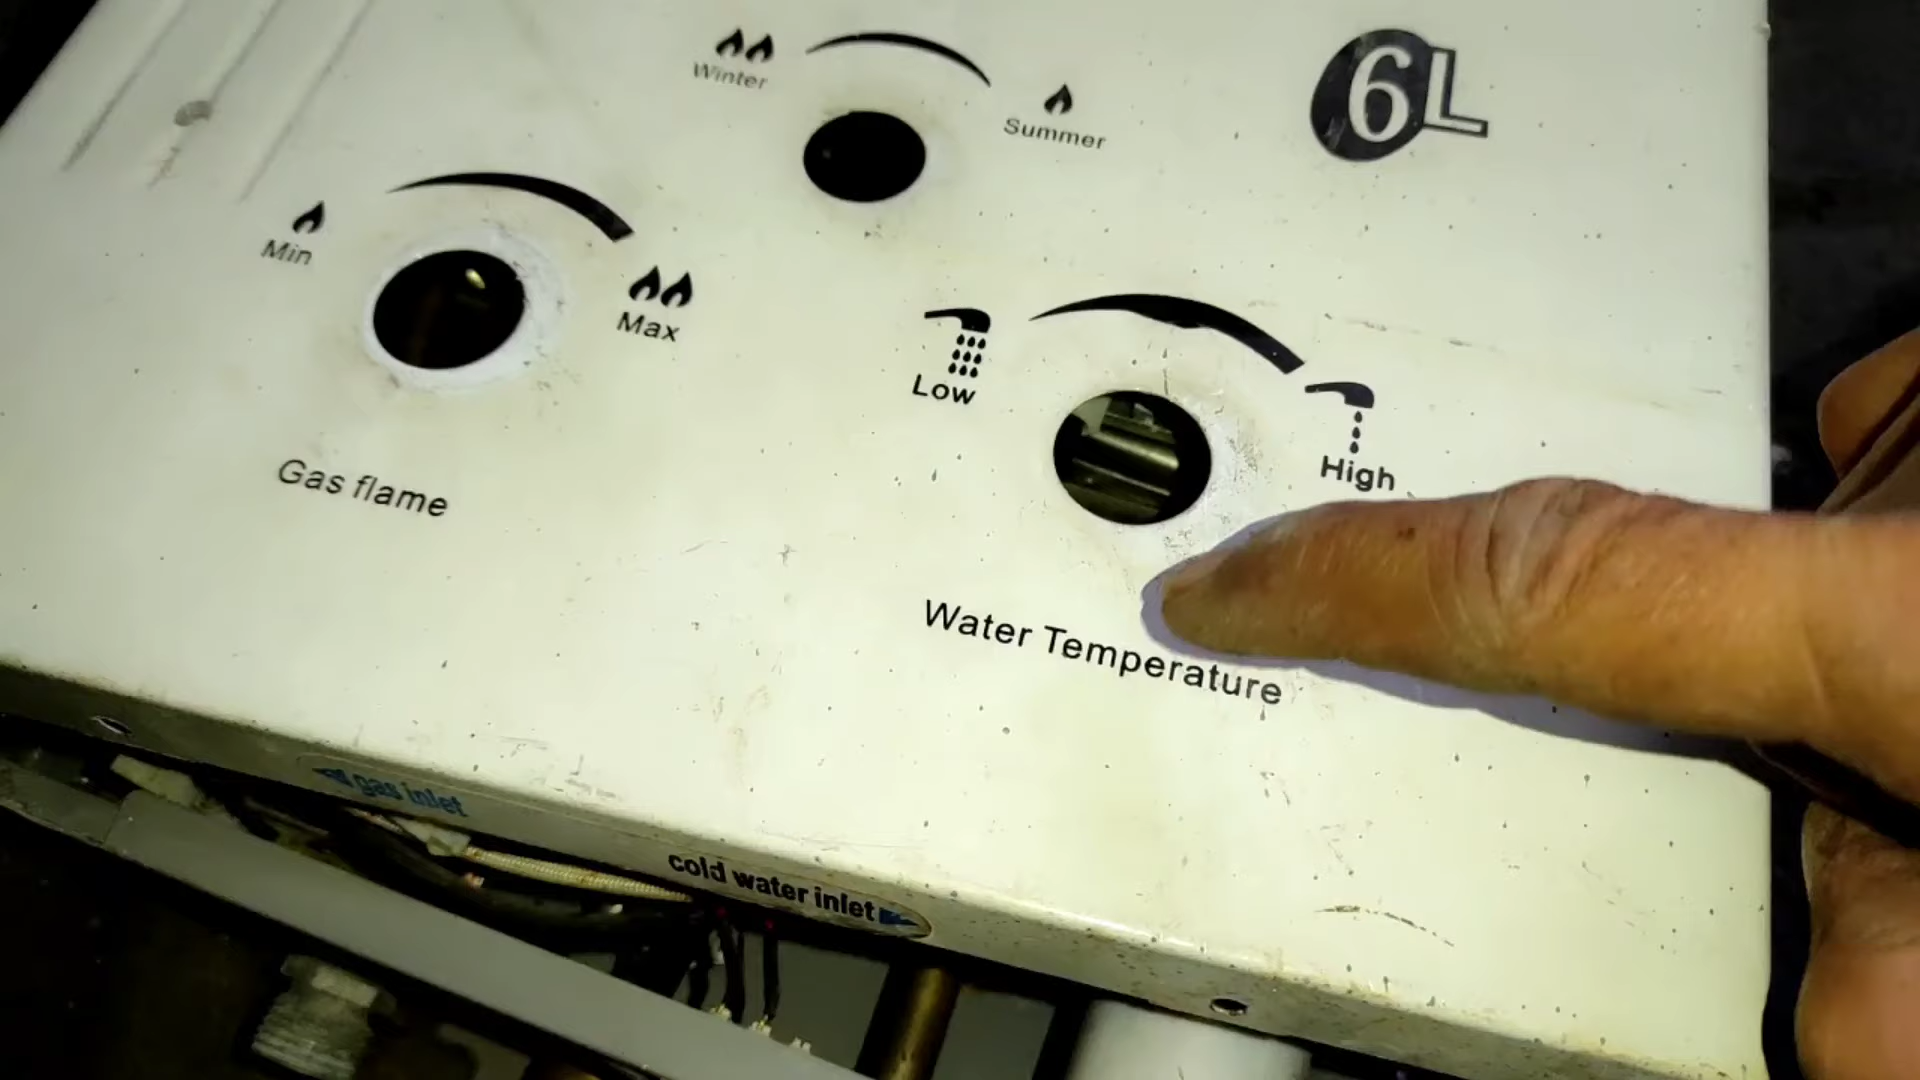 Winter
Summer
6L
Min
Max
Low
High
Gas flame
Water Temperature
gas inlet
cold water inlet